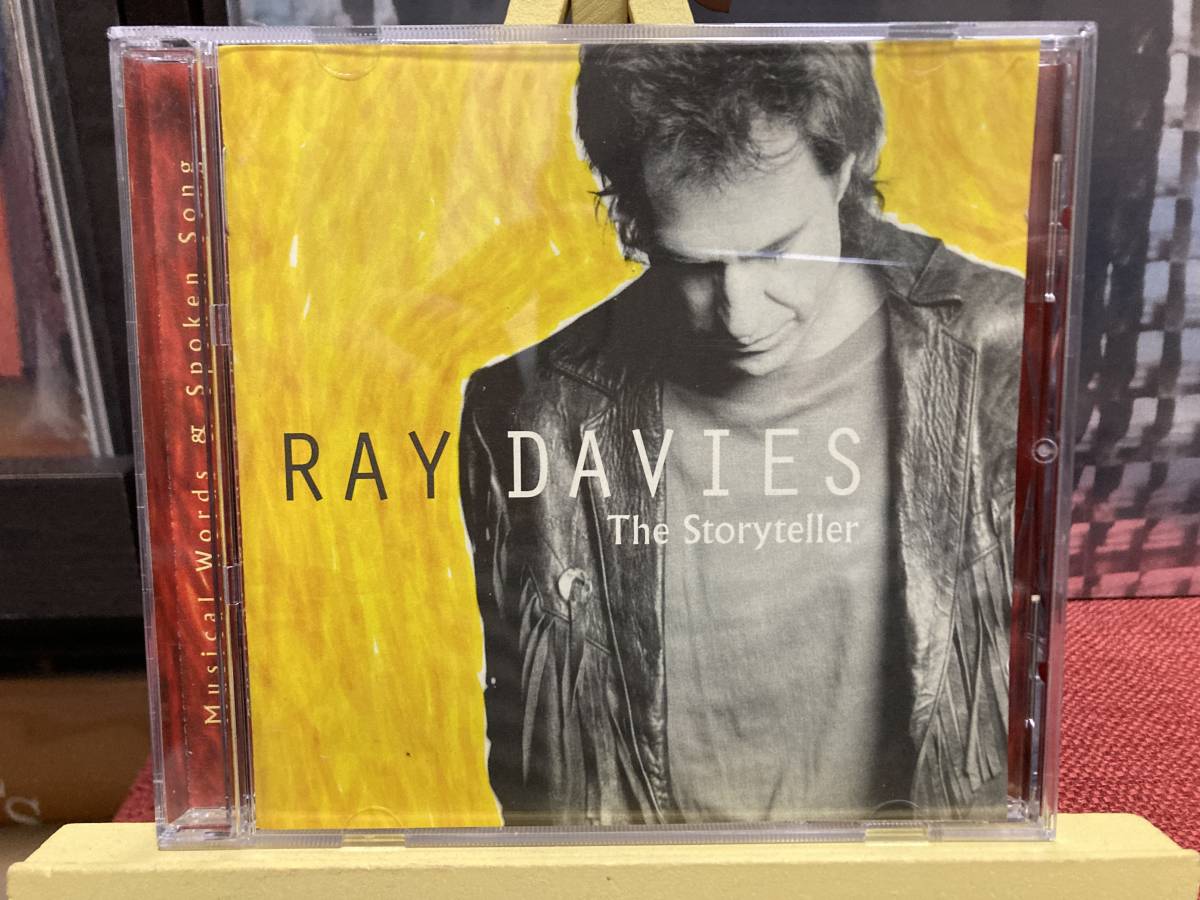 Musical Words & Spoken Song
RAY DAVIES
The Storyteller